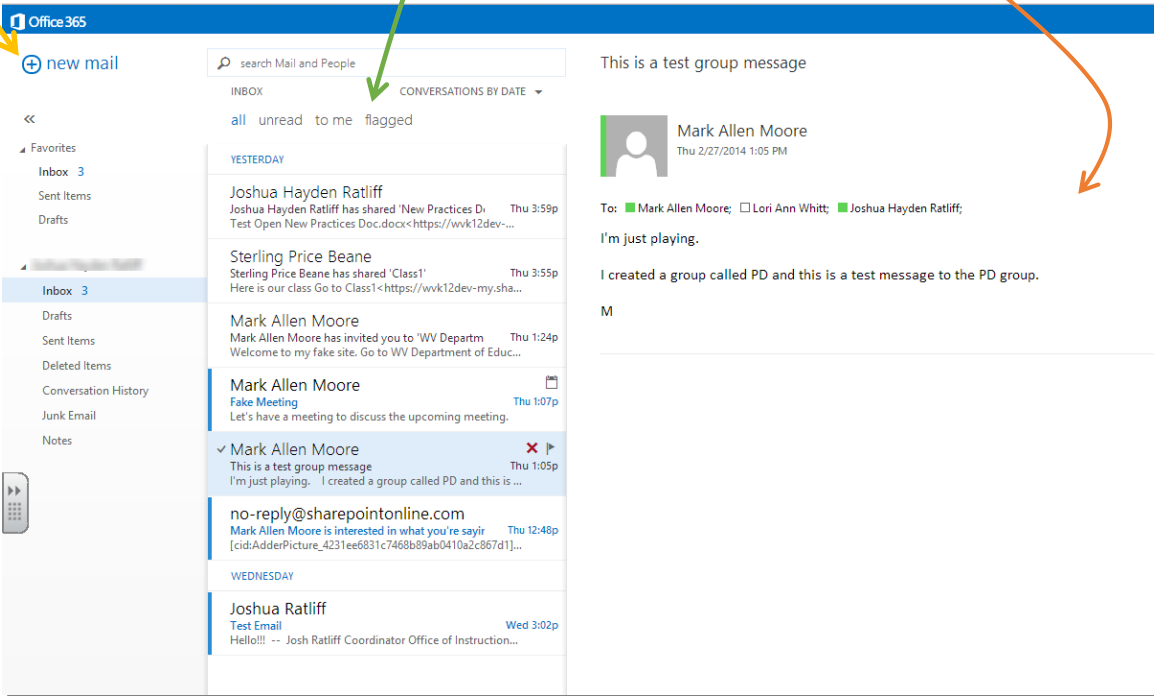 Office 365
new mail
«
Favorites
Inbox 3
Sent Items
Drafts
Inbox 3
Drafts
Sent Items
Deleted Items
Conversation History
Junk Email
Notes
search Mail and People
INBOX CONVERSATIONS BY DATE
all unread to me flagged
YESTERDAY
Joshua Hayden Ratliff
Joshua Hayden Ratliff has shared 'New Practices D Thu 3:59p
Test Open New Practices Doc.docx<https://wvk12dev-...
Sterling Price Beane
Sterling Price Beane has shared 'Class1' Thu 3:55p
Here is our class Go to Class1<https://wvk12dev-my.sha...
Mark Allen Moore
Mark Allen Moore has invited you to 'WV Departm Thu 1:24p
Welcome to my fake site. Go to WV Department of Educ...
Mark Allen Moore
Fake Meeting Thu 1:07p
Let's have a meeting to discuss the upcoming meeting.
Mark Allen Moore
This is a test group message Thu 1:05p
I'm just playing. I created a group called PD and this is ...
no-reply@sharepointonline.com
Mark Allen Moore is interested in what you're sayir Thu 12:48p
[cid:AdderPicture_4231ee6831c7468b89ab0410a2c867d1]...
WEDNESDAY
Joshua Ratliff
Test Email Wed 3:02p
Hello!!! -- Josh Ratliff Coordinator Office of Instruction...
This is a test group message
Mark Allen Moore
Thu 2/27/2014 1:05 PM
To: Mark Allen Moore; Lori Ann Whitt; Joshua Hayden Ratliff;
I'm just playing.
I created a group called PD and this is a test message to the PD group.
M